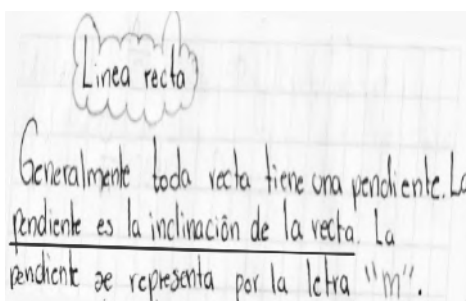 Linea recta
Generalmente toda recta tiene una pendiente. La
pendiente es la inclinación de la recta. La
pendiente se representa por la letra "m".